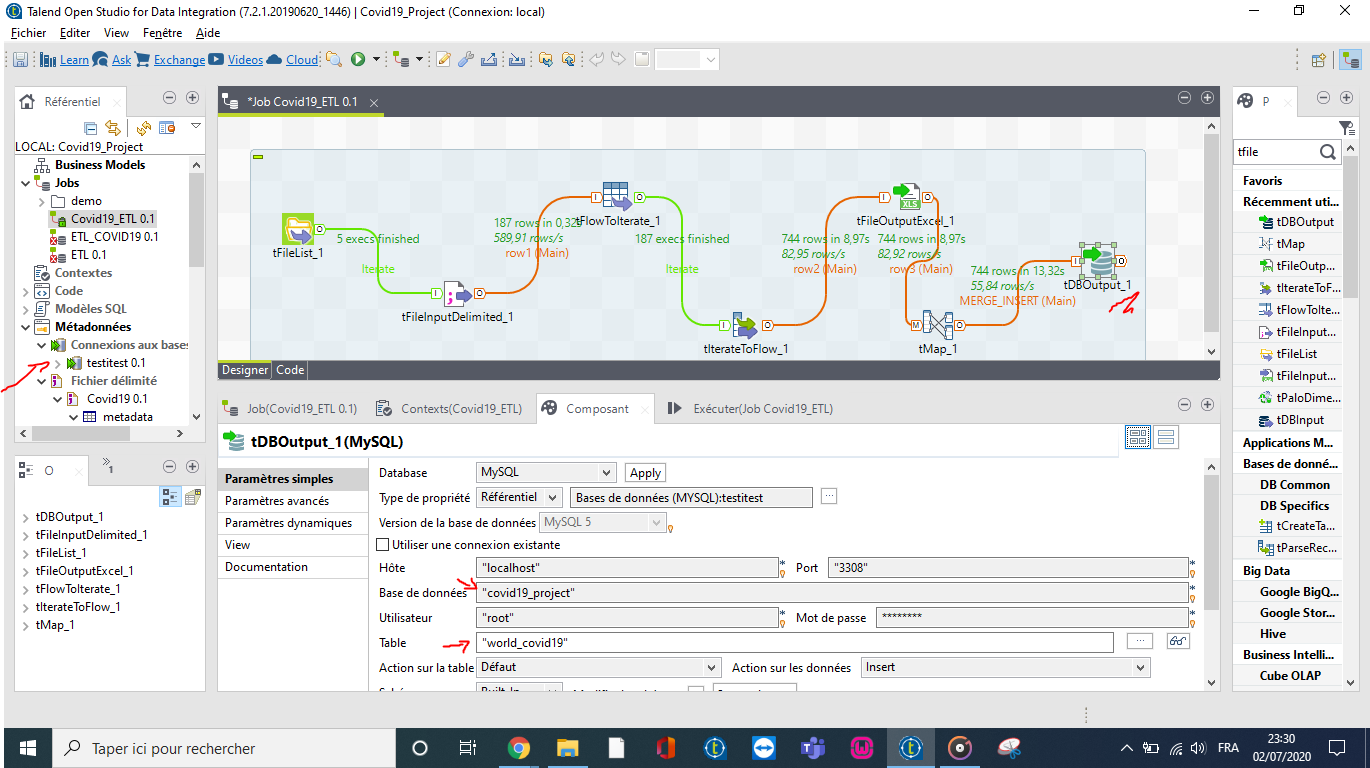 Talend Open Studio for Data Integration (7.2.1.20190620_1446) | Covid19_Project (Connexion: local)
Fichier Editer View Fenêtre Aide
Learn Ask Exchange Videos Cloud
Référentiel
LOCAL: Covid19_Project
Business Models
Jobs
demo
Covid19_ETL 0.1
ETL_COVID19 0.1
ETL 0.1
Contextes
Code
Modèles SQL
Métadonnées
Connexions aux bases
testitest 0.1
Fichier délimité
Covid19 0.1
metadata
O
tDBOutput_1
tFileInputDelimited_1
tFileList_1
tFileOutputExcel_1
tFlowToIterate_1
tIterateToFlow_1
tMap_1
*Job Covid19_ETL 0.1
tFileList_1
5 execs finished
Iterate
tFileInputDelimited_1
187 rows in 0,32s
589,91 rows/s
row1 (Main)
tFlowToIterate_1
187 execs finished
Iterate
tIterateToFlow_1
744 rows in 8,97s
82,95 rows/s
row2 (Main)
XLS
tFileOutputExcel_1
744 rows in 8,97s
82,92 rows/s
row3 (Main)
tMap_1
744 rows in 13,32s
55,84 rows/s
MERGE_INSERT (Main)
tDBOutput_1
Designer Code
Job(Covid19_ETL 0.1) Contexts(Covid19_ETL) Composant Exécuter(Job Covid19_ETL)
tDBOutput_1(MySQL)
Paramètres simples
Paramètres avancés
Paramètres dynamiques
View
Documentation
Database MySQL Apply
Type de propriété Référentiel Bases de données (MYSQL):testitest ...
Version de la base de données MySQL 5
Utiliser une connexion existante
Hôte "localhost" Port "3308"
Base de données "covid19_project"
Utilisateur "root" Mot de passe ********
Table "world_covid19" ...
Action sur la table Défaut Action sur les données Insert
P
tfile
Favoris
Récemment uti...
tDBOutput
tMap
tFileOutp...
tIterateToF...
tFlowToIte...
tFileInput...
tFileList
tFileInput...
tPaloDime...
tDBInput
Applications M...
Bases de donné...
DB Common
DB Specifics
tCreateTa...
tParseRec...
Big Data
Google BigQ...
Google Stor...
Hive
Business Intelli...
Cube OLAP
Taper ici pour rechercher
FRA
23:30
02/07/2020